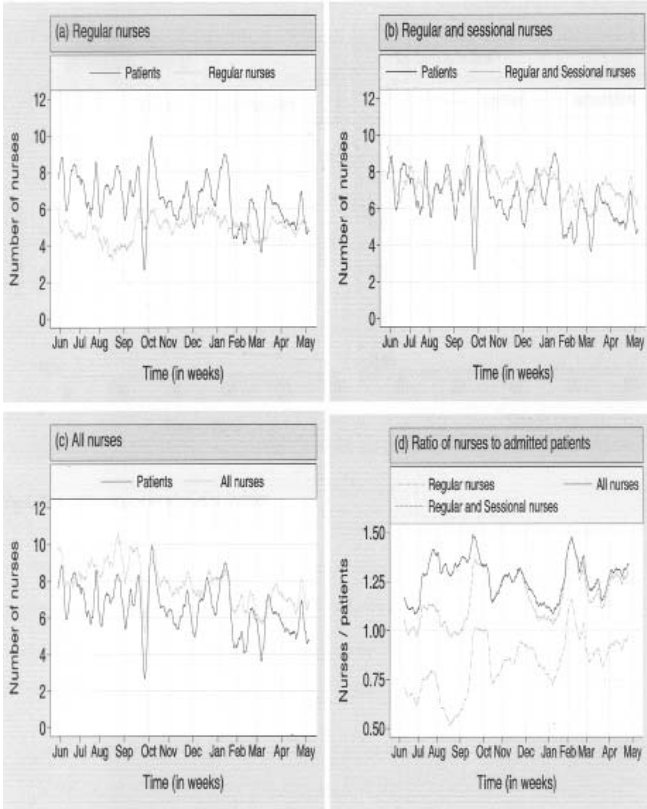 (a) Regular nurses
Patients Regular nurses
Number of nurses
12
10
8
6
4
2
0
Jun Jul Aug Sep Oct Nov Dec Jan Feb Mar Apr May
Time (in weeks)
(b) Regular and sessional nurses
Patients Regular and Sessional nurses
Number of nurses
12
10
8
6
4
2
0
Jun Jul Aug Sep Oct Nov Dec Jan Feb Mar Apr May
Time (in weeks)
(c) All nurses
Patients All nurses
Number of nurses
12
10
8
6
4
2
0
Jun Jul Aug Sep Oct Nov Dec Jan Feb Mar Apr May
Time (in weeks)
(d) Ratio of nurses to admitted patients
Regular nurses All nurses
Regular and Sessional nurses
Nurses / patients
1.50
1.25
1.00
0.75
0.50
Jun Jul Aug Sep Oct Nov Dec Jan Feb Mar Apr May
Time (in weeks)